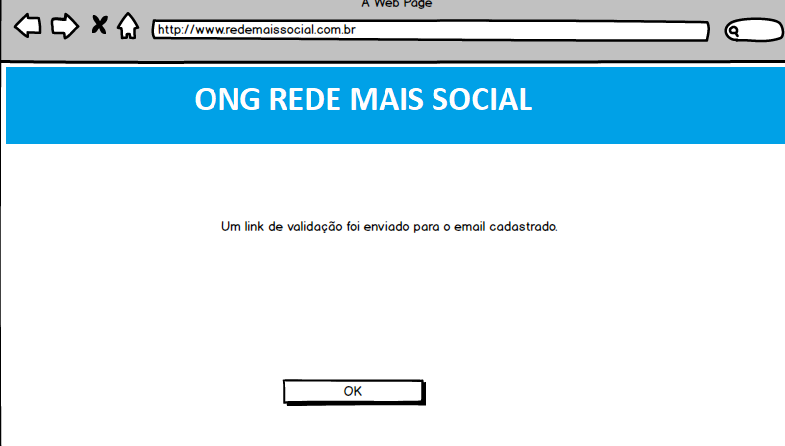 A Web Page
http://www.redemaissocial.com.br
ONG REDE MAIS SOCIAL
Um link de validação foi enviado para o email cadastrado.
OK